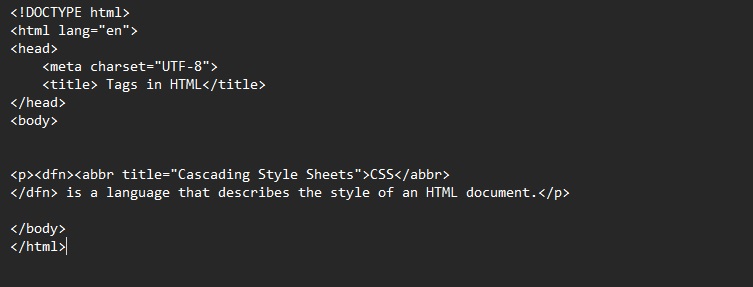 <!DOCTYPE html>
<html lang="en">
<head>
    <meta charset="UTF-8">
    <title> Tags in HTML</title>
</head>
<body>
<p><dfn><abbr title="Cascading Style Sheets">CSS</abbr>
</dfn> is a language that describes the style of an HTML document.</p>
</body>
</html>